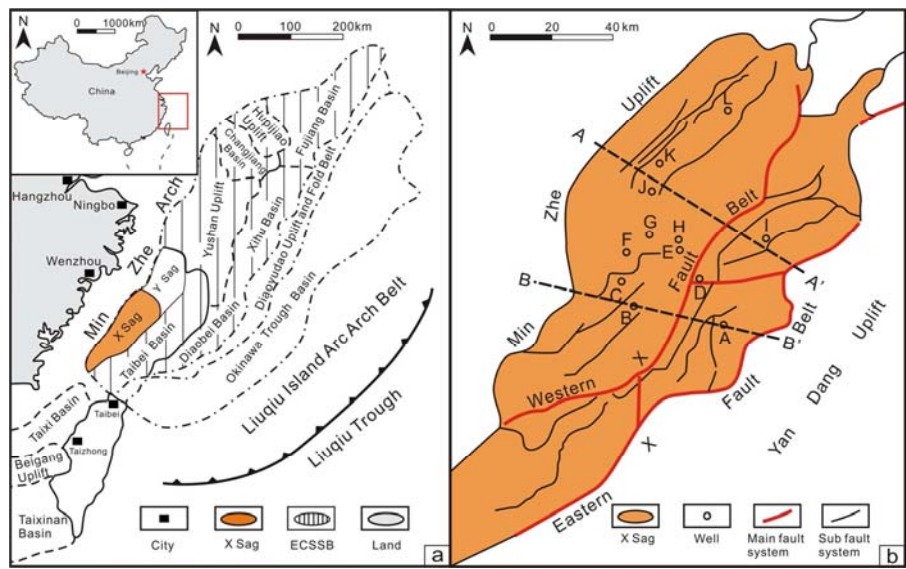 N
0 1000km
Beijing
China
N
0 100 200km
Hangzhou
Ningbo
Wenzhou
Min Zhe Arch
Hupijiao
Uplift
Changjiang
Basin
Fujiang Basin
Yushan Uplift
Xihu Basin
Diaoyudao Uplift and Fold Belt
Y Sag
X Sag
Taibei Basin
Diaobei Basin
Okinawa Trough Basin
Liuqiu Island Arc Arch Belt
Liuqiu Trough
Taixi Basin
Taibei
Taizhong
Beigang
Uplift
Taixinan
Basin
City
X Sag
ECSSB
Land
a
N
0 20 40 km
Min Zhe Uplift
A
L
K
J
G
H
F
E
I
D
C
B
A
A'
B
B'
Western X Fault Belt
Eastern X Fault Belt
Yan Dang Uplift
X Sag
Well
Main fault
system
Sub fault
system
b